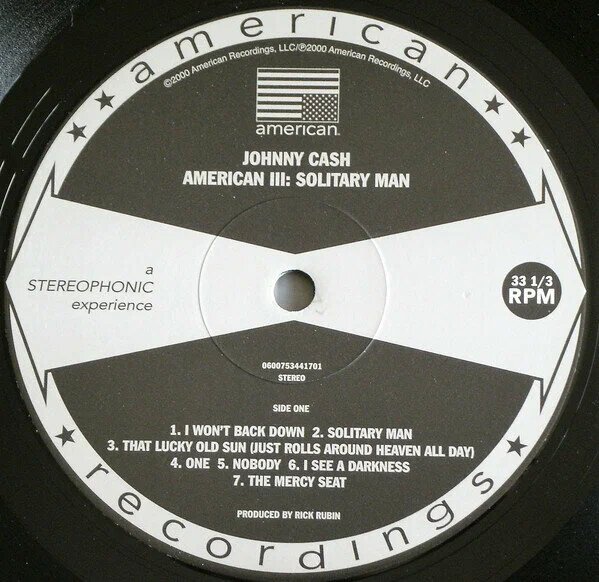 american
©2000 American Recordings, LLC/℗2000 American Recordings, LLC
american
JOHNNY CASH
AMERICAN III: SOLITARY MAN
a
STEREOPHONIC
experience
33 1/3
RPM
0600753441701
STEREO
SIDE ONE
1. I WON'T BACK DOWN 2. SOLITARY MAN
3. THAT LUCKY OLD SUN (JUST ROLLS AROUND HEAVEN ALL DAY)
4. ONE 5. NOBODY 6. I SEE A DARKNESS
7. THE MERCY SEAT
PRODUCED BY RICK RUBIN
recordings